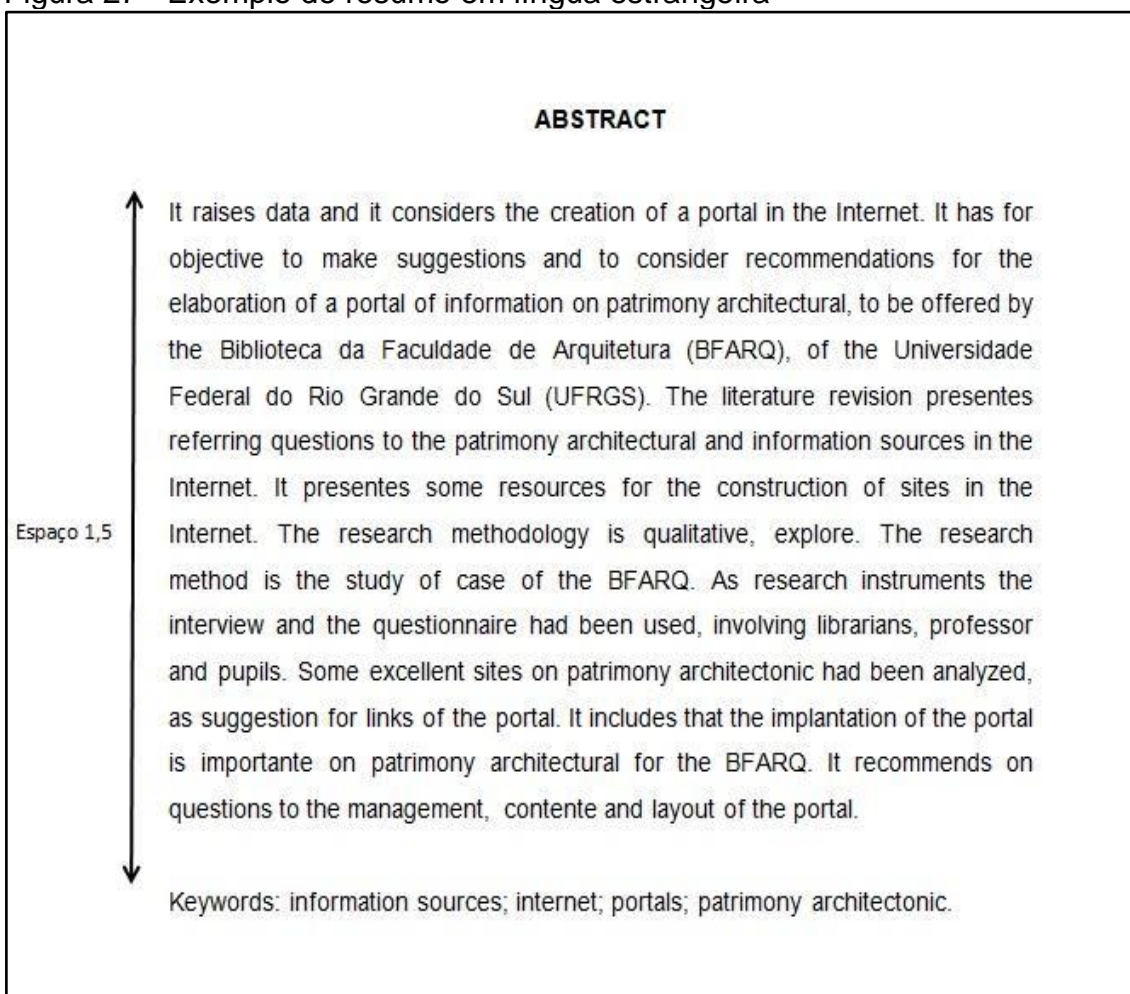 Figura 27 – Exemplo de resumo em língua estrangeira
ABSTRACT
It raises data and it considers the creation of a portal in the Internet. It has for
objective to make suggestions and to consider recommendations for the
elaboration of a portal of information on patrimony architectural, to be offered by
the Biblioteca da Faculdade de Arquitetura (BFARQ), of the Universidade
Federal do Rio Grande do Sul (UFRGS). The literature revision presentes
referring questions to the patrimony architectural and information sources in the
Internet. It presentes some resources for the construction of sites in the
Espaço 1,5
Internet. The research methodology is qualitative, explore. The research
method is the study of case of the BFARQ. As research instruments the
interview and the questionnaire had been used, involving librarians, professor
and pupils. Some excellent sites on patrimony architectonic had been analyzed,
as suggestion for links of the portal. It includes that the implantation of the portal
is importante on patrimony architectural for the BFARQ. It recommends on
questions to the management, contente and layout of the portal.
Keywords: information sources; internet; portals; patrimony architectonic.